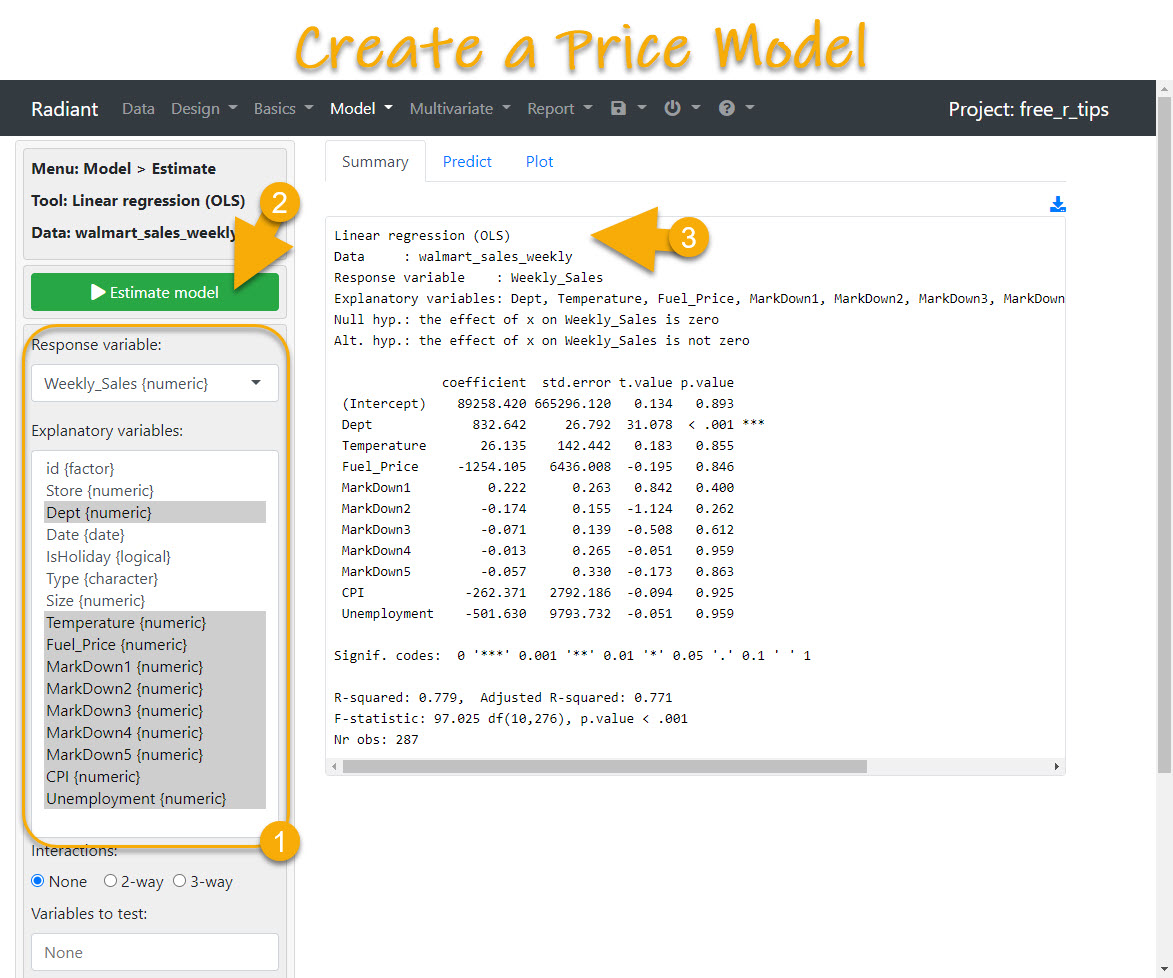 Create a Price Model
Radiant Data Design Basics Model Multivariate Report ? Project: free_r_tips
Menu: Model > Estimate
Tool: Linear regression (OLS)
Data: walmart_sales_weekly
2
Estimate model
Response variable:
Weekly_Sales {numeric}
Explanatory variables:
id {factor}
Store {numeric}
Dept {numeric}
Date {date}
IsHoliday {logical}
Type {character}
Size {numeric}
Temperature {numeric}
Fuel_Price {numeric}
MarkDown1 {numeric}
MarkDown2 {numeric}
MarkDown3 {numeric}
MarkDown4 {numeric}
MarkDown5 {numeric}
CPI {numeric}
Unemployment {numeric}
1
Interactions:
None 2-way 3-way
Variables to test:
None
Summary Predict Plot
3
Linear regression (OLS)
Data : walmart_sales_weekly
Response variable : Weekly_Sales
Explanatory variables: Dept, Temperature, Fuel_Price, MarkDown1, MarkDown2, MarkDown3, MarkDown
Null hyp.: the effect of x on Weekly_Sales is zero
Alt. hyp.: the effect of x on Weekly_Sales is not zero
coefficient std.error t.value p.value
(Intercept) 89258.420 665296.120 0.134 0.893
Dept 832.642 26.792 31.078 < .001 ***
Temperature 26.135 142.442 0.183 0.855
Fuel_Price -1254.105 6436.008 -0.195 0.846
MarkDown1 0.222 0.263 0.842 0.400
MarkDown2 -0.174 0.155 -1.124 0.262
MarkDown3 -0.071 0.139 -0.508 0.612
MarkDown4 -0.013 0.265 -0.051 0.959
MarkDown5 -0.057 0.330 -0.173 0.863
CPI -262.371 2792.186 -0.094 0.925
Unemployment -501.630 9793.732 -0.051 0.959
Signif. codes: 0 '***' 0.001 '**' 0.01 '*' 0.05 '.' 0.1 ' ' 1
R-squared: 0.779, Adjusted R-squared: 0.771
F-statistic: 97.025 df(10,276), p.value < .001
Nr obs: 287